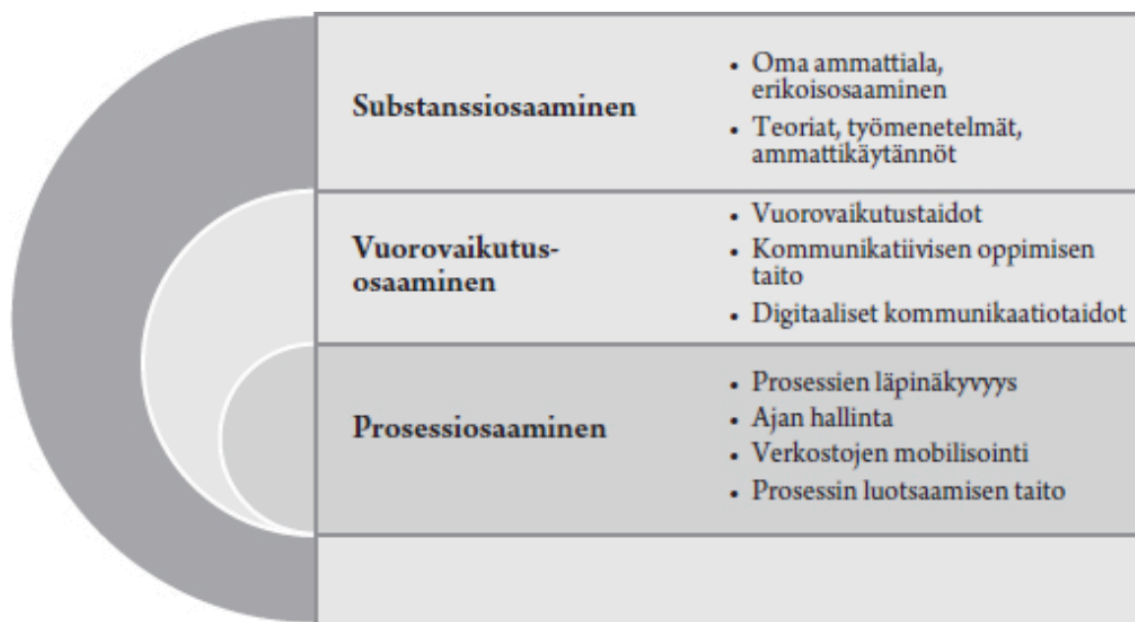 Substanssiosaaminen
• Oma ammattiala,
erikoisosaaminen
• Teoriat, työmenetelmät,
ammattikäytännöt
Vuorovaikutus-
osaaminen
• Vuorovaikutustaidot
• Kommunikatiivisen oppimisen
taito
• Digitaaliset kommunikaatiotaidot
Prosessiosaaminen
• Prosessien läpinäkyvyys
• Ajan hallinta
• Verkostojen mobilisointi
• Prosessin luotsaamisen taito